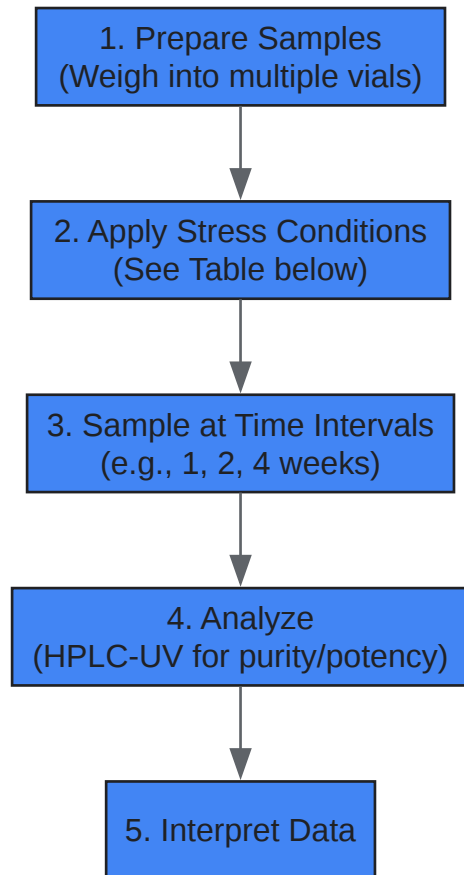 1. Prepare Samples
(Weigh into multiple vials)
2. Apply Stress Conditions
(See Table below)
3. Sample at Time Intervals
(e.g., 1, 2, 4 weeks)
4. Analyze
(HPLC-UV for purity/potency)
5. Interpret Data